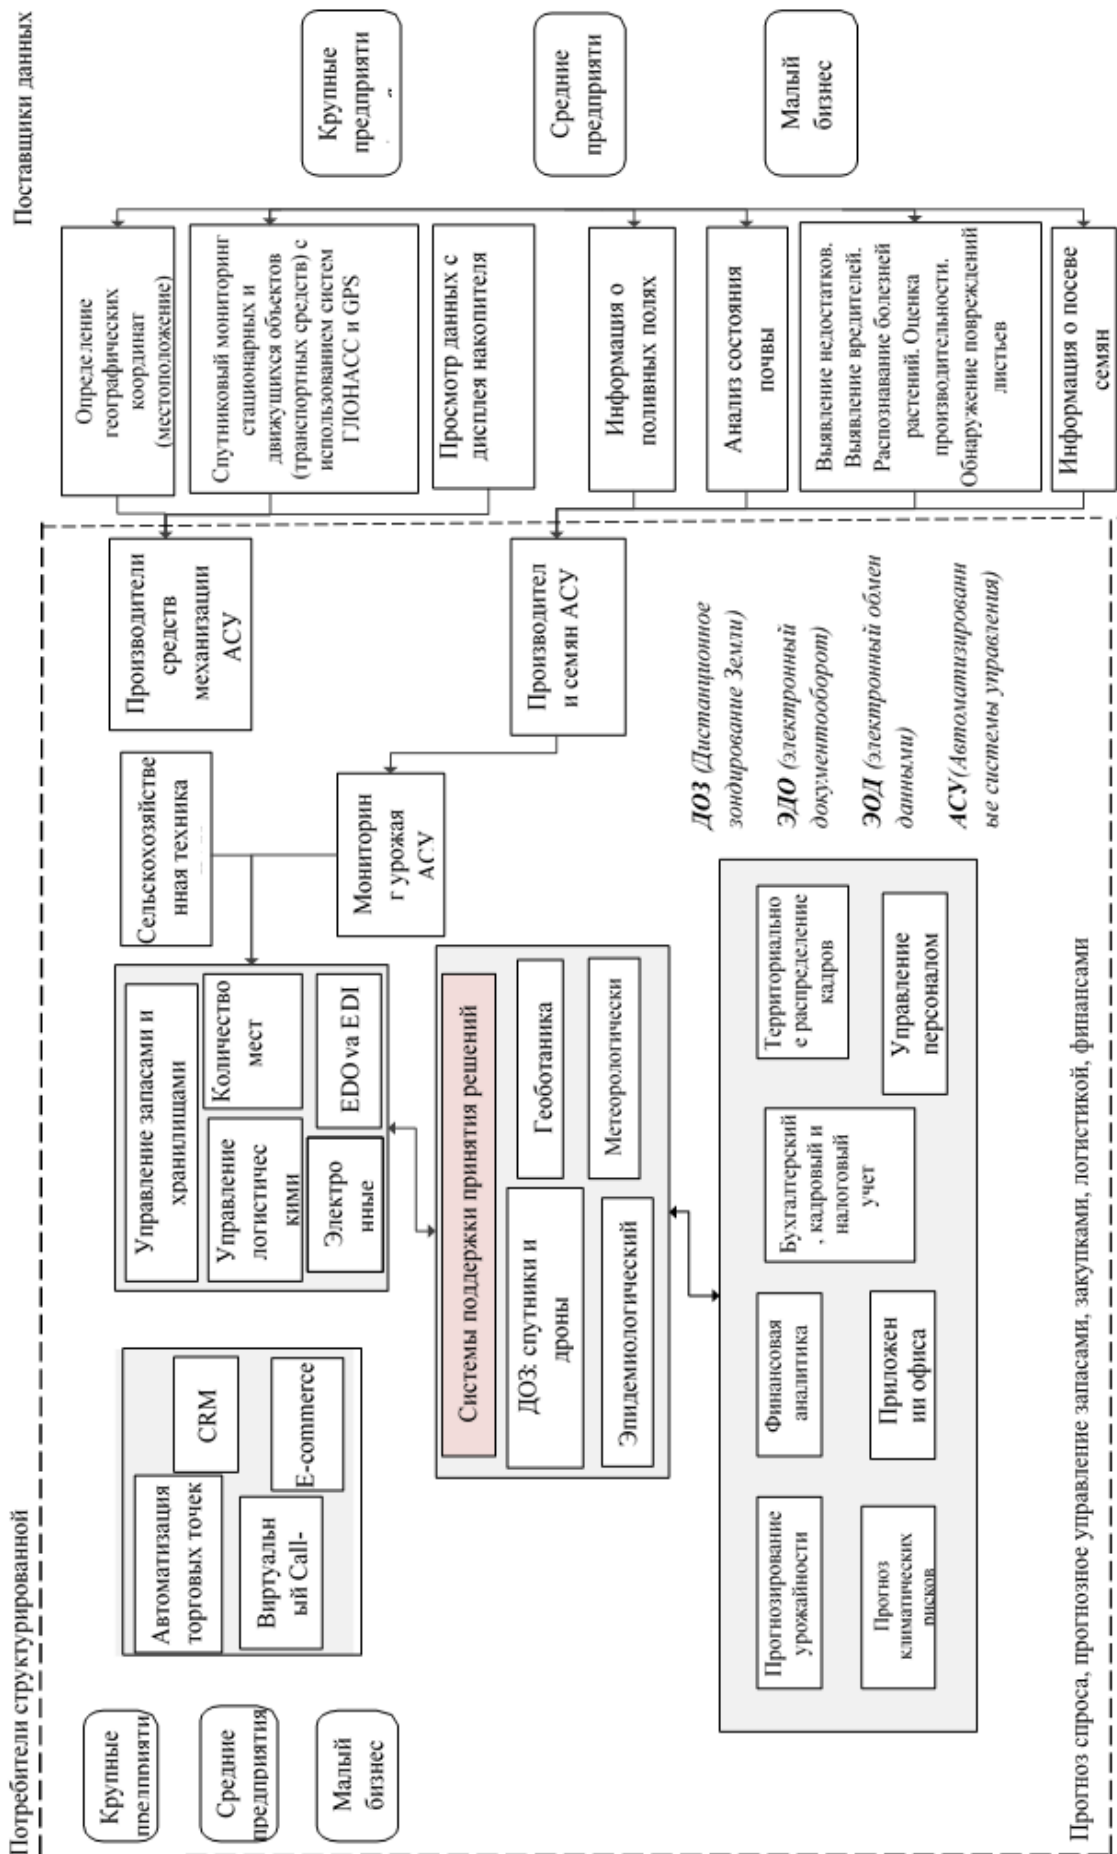 Потребители структурированной
Поставщики данных
Крупные
предприяти
Средние
предприятия
Малый
бизнес
Автоматизация
торговых точек
CRM
Виртуальн
ый Call-
E-commerce
Управление запасами и
хранилищами
Управление
логистичес
кими
Количество
мест
Электро
нные
EDO va EDI
Сельскохозяйстве
нная техника
Мониторин
г урожая
АСУ
Производители
средств
механизации
АСУ
Производител
и семян АСУ
Определение
географических
координат
(местоположение)
Спутниковый мониторинг
стационарных и
движущихся объектов
(транспортных средств) с
использованием систем
ГЛОНАСС и GPS
Просмотр данных с
дисплея накопителя
Информация о
поливных полях
Анализ состояния
почвы
Выявление недостатков.
Выявление вредителей.
Распознавание болезней
растений. Оценка
производительности.
Обнаружение повреждений
листьев
Информация о посеве
семян
Крупные
предприяти
Средние
предприятия
Малый
бизнес
Системы поддержки принятия решений
ДОЗ: спутники и
дроны
Геоботаника
Эпидемиологический
Метеорологически
ДОЗ (Дистанционное
зондирование Земли)
ЭДО (электронный
документооборот)
ЭОД (электронный обмен
данными)
АСУ(Автоматизированн
ые системы управления)
Прогнозирование
урожайности
Финансовая
аналитика
Бухгалтерский
, кадровый и
налоговый
учет
Территориально
е распределение
кадров
Прогноз
климатических
рисков
Приложен
ии офиса
Управление
персоналом
Прогноз спроса, прогнозное управление запасами, закупками, логистикой, финансами